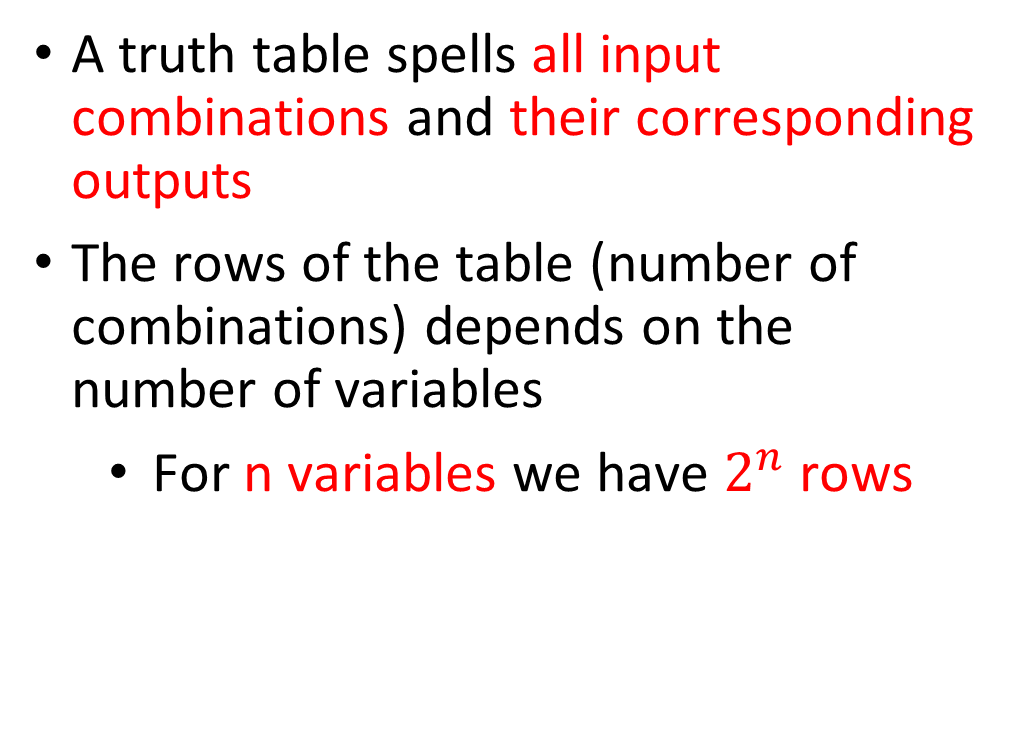 • A truth table spells all input
combinations and their corresponding
outputs
• The rows of the table (number of
combinations) depends on the
number of variables
• For n variables we have 2ⁿ rows